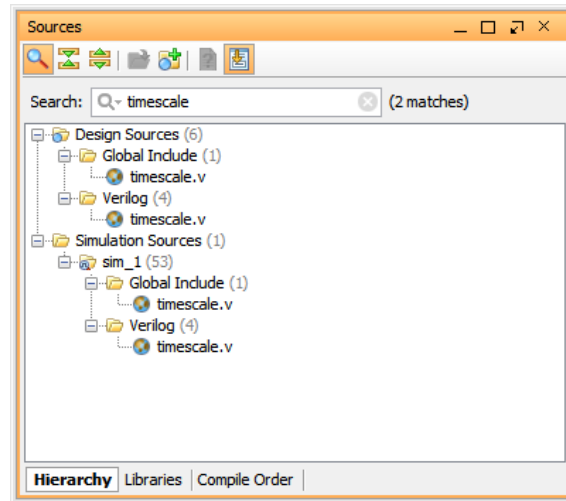 Sources
Search: timescale (2 matches)
Design Sources (6)
Global Include (1)
timescale.v
Verilog (4)
timescale.v
Simulation Sources (1)
sim_1 (53)
Global Include (1)
timescale.v
Verilog (4)
timescale.v
Hierarchy Libraries Compile Order